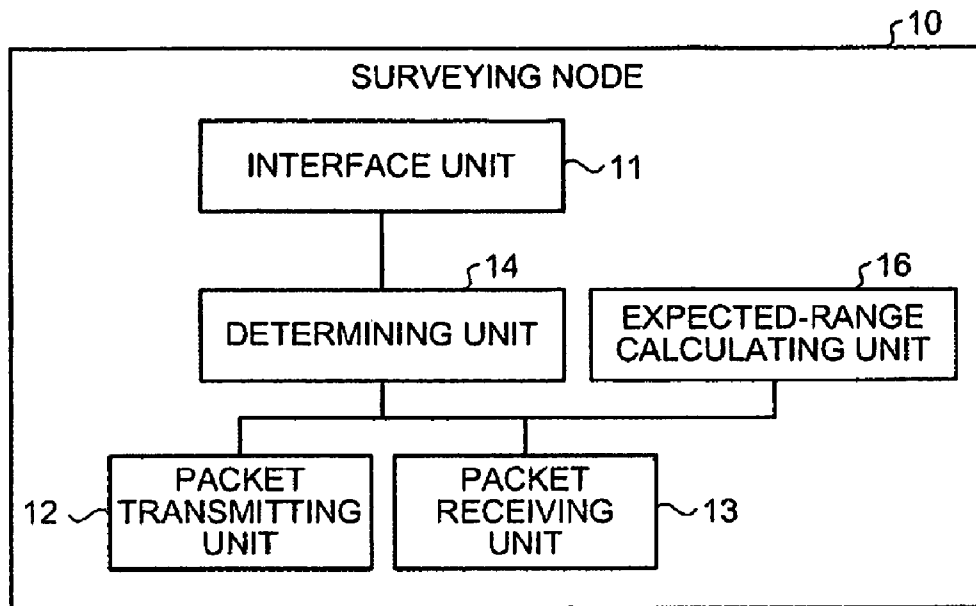 10
SURVEYING NODE
INTERFACE UNIT
11
14
16
DETERMINING UNIT
EXPECTED-RANGE
CALCULATING UNIT
12
PACKET
TRANSMITTING
UNIT
PACKET
RECEIVING
UNIT
13